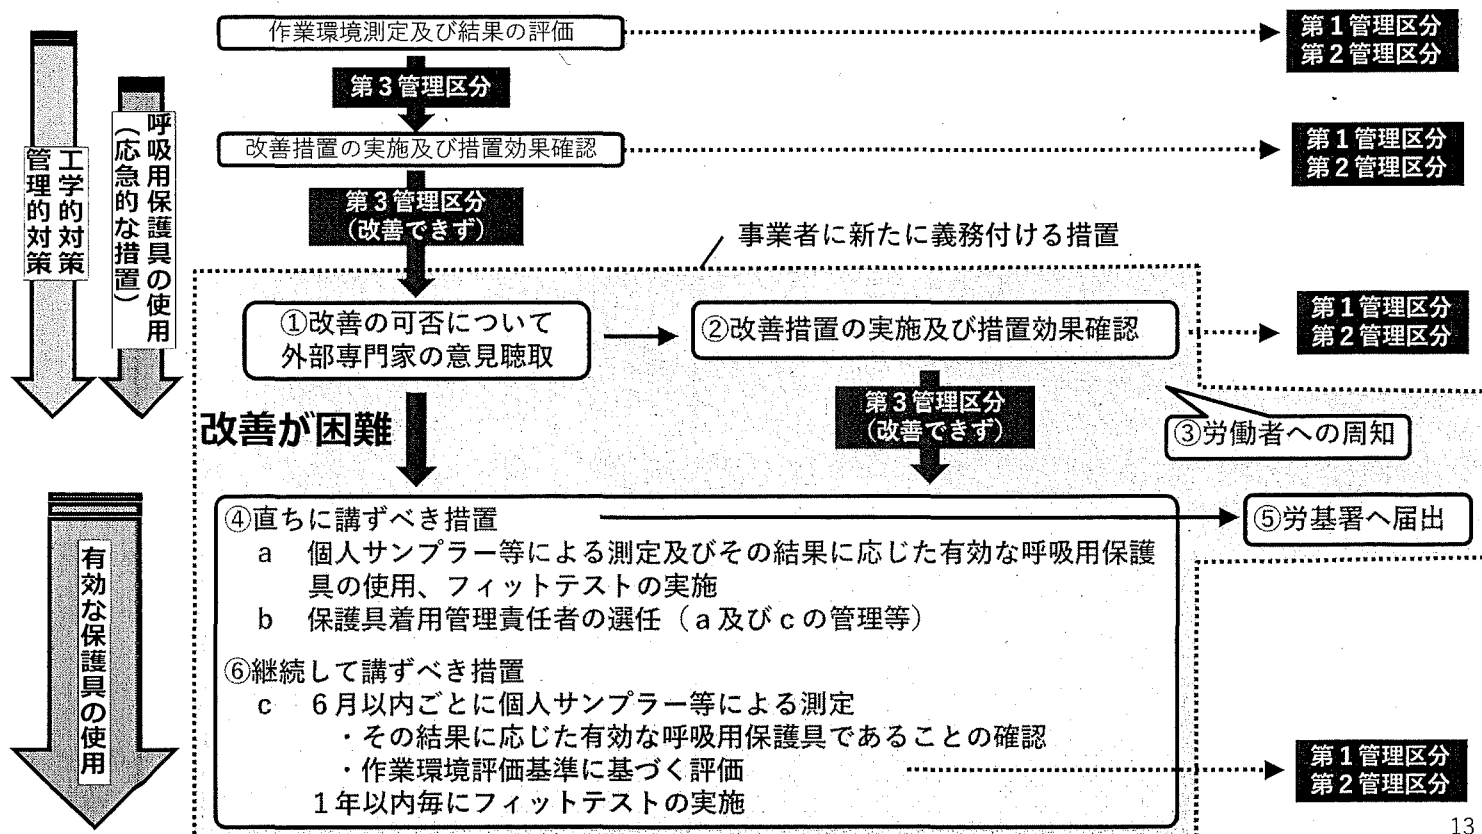 作業環境測定及び結果の評価
第1管理区分
第2管理区分
第3管理区分
改善措置の実施及び措置効果確認
第1管理区分
第2管理区分
第3管理区分
(改善できず)
工学的対策
管理的対策
呼吸用保護具の使用
(応急的な措置)
事業者に新たに義務付ける措置
①改善の可否について
外部専門家の意見聴取
②改善措置の実施及び措置効果確認
第1管理区分
第2管理区分
改善が困難
第3管理区分
(改善できず)
③労働者への周知
④直ちに講ずべき措置
a 個人サンプラー等による測定及びその結果に応じた有効な呼吸用保護
具の使用、フィットテストの実施
b 保護具着用管理責任者の選任（a及びcの管理等）
⑤労基署へ届出
⑥継続して講ずべき措置
c 6月以内ごとに個人サンプラー等による測定
・その結果に応じた有効な呼吸用保護具であることの確認
・作業環境評価基準に基づく評価
1年以内毎にフィットテストの実施
第1管理区分
第2管理区分
有効な保護具の使用
13